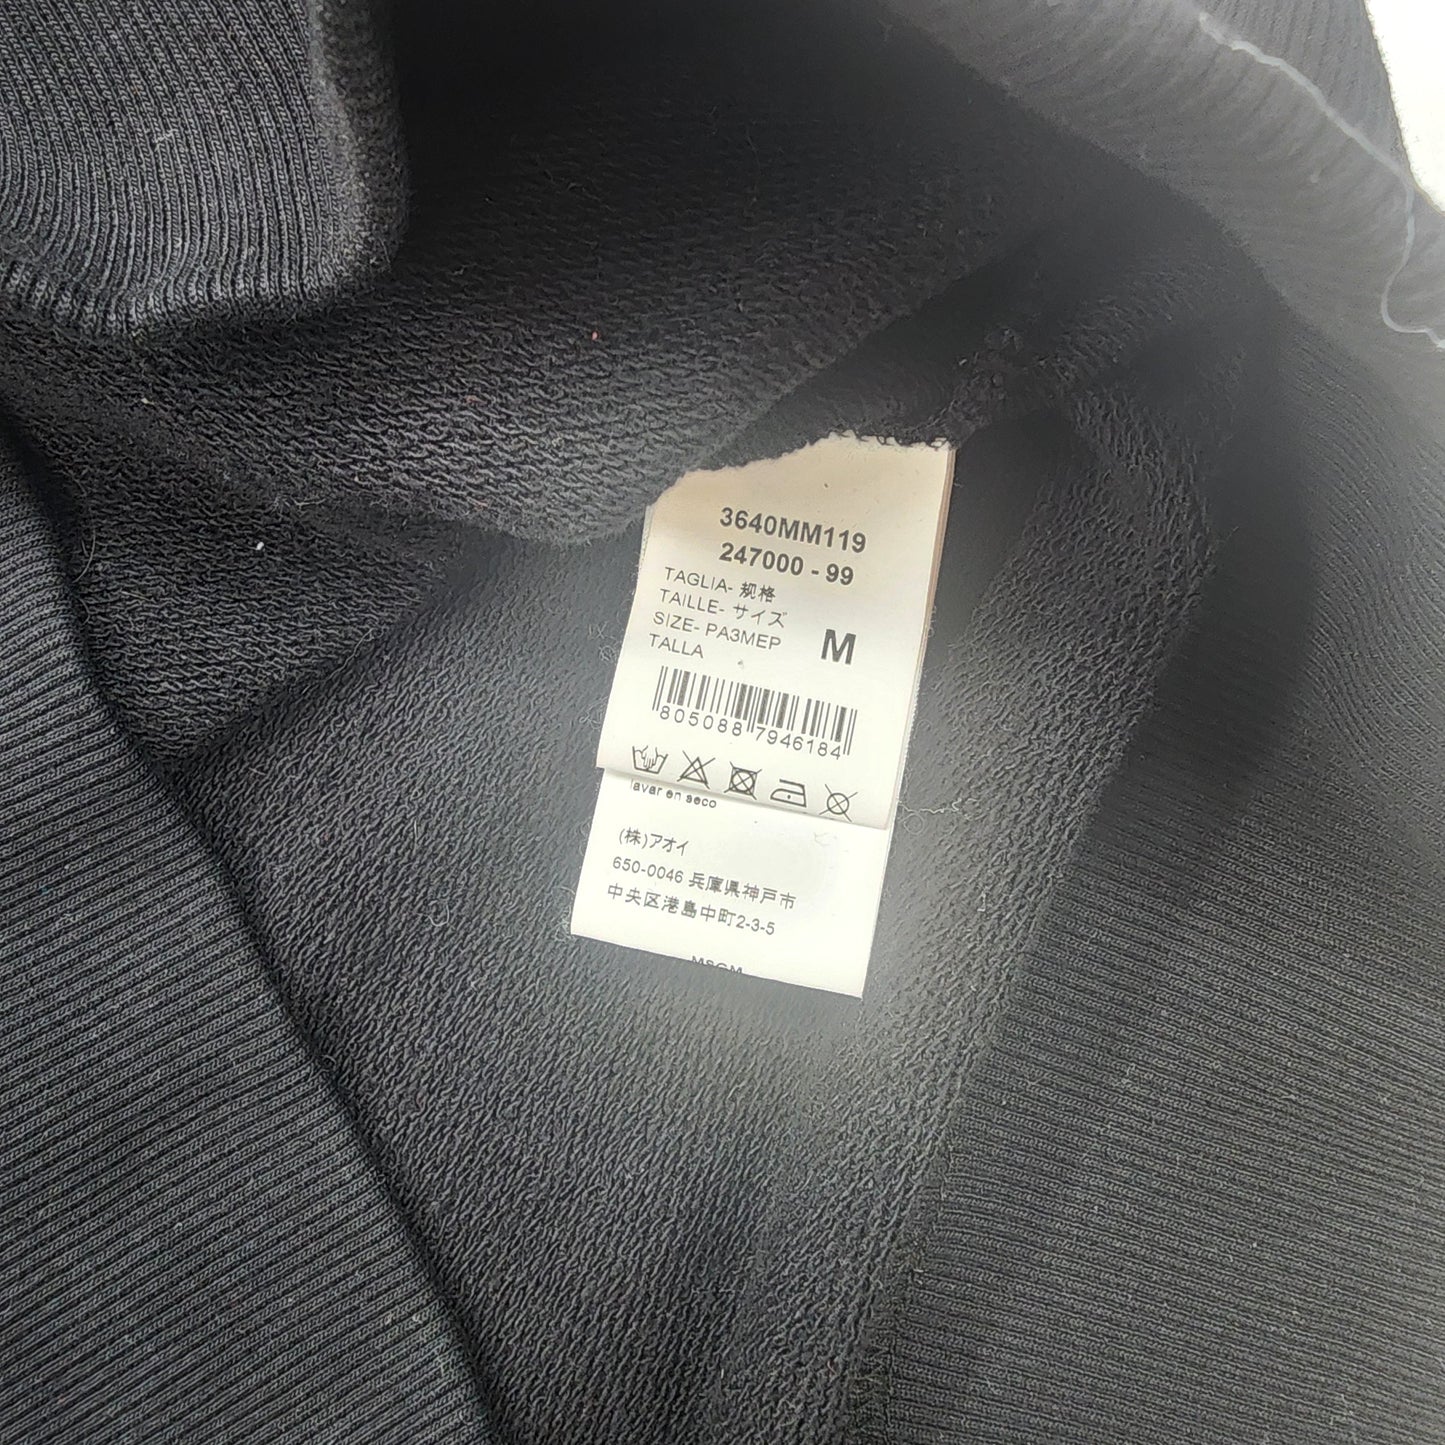 3640MM119
247000 - 99
TAGLIA- 规格
TAILLE- サイズ
SIZE- PA3MEP
TALLA
M
805088 794618 4
lavar en seco
(株)アオイ
650-0046 兵庫県神戸市
中央区港島中町2-3-5
MSGM